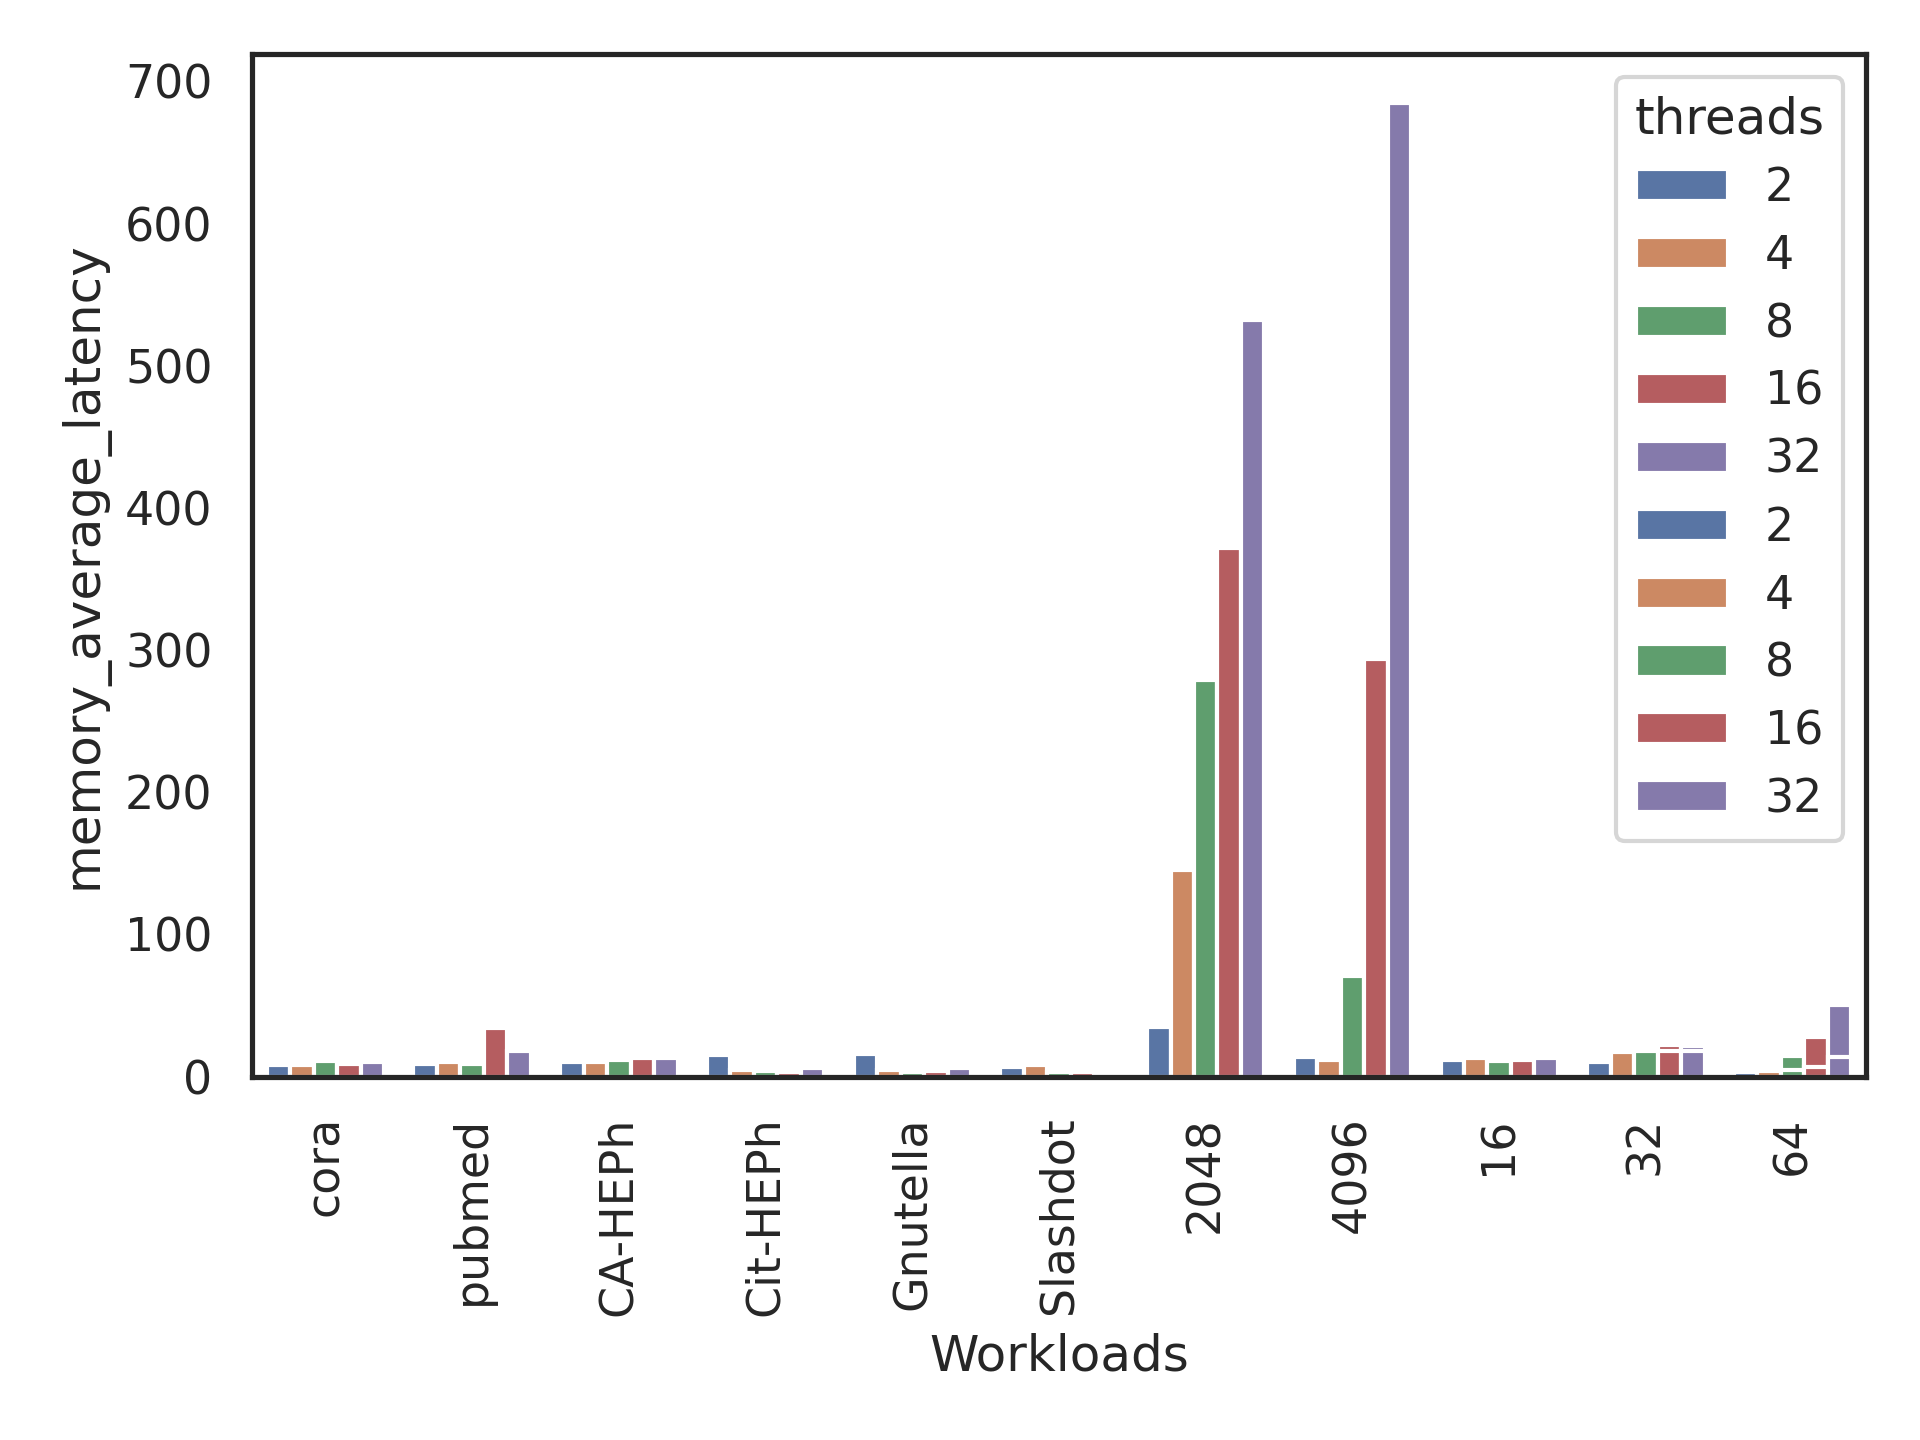 memory_average_latency
700
600
500
400
300
200
100
0
threads
2
4
8
16
32
2
4
8
16
32
cora
pubmed
CA-HEPh
Cit-HEPh
Gnutella
Slashdot
2048
4096
16
32
64
Workloads